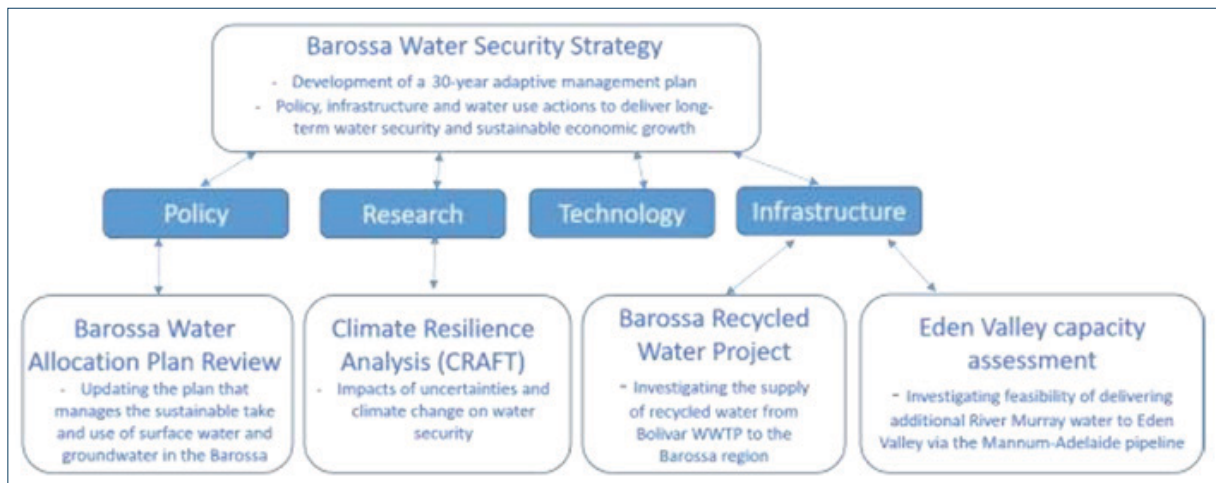 Barossa Water Security Strategy
- Development of a 30-year adaptive management plan
- Policy, infrastructure and water use actions to deliver long-
term water security and sustainable economic growth
Policy
Research
Technology
Infrastructure
Barossa Water
Allocation Plan Review
- Updating the plan that
manages the sustainable take
and use of surface water and
groundwater in the Barossa
Climate Resilience
Analysis (CRAFT)
- Impacts of uncertainties and
climate change on water
security
Barossa Recycled
Water Project
- Investigating the supply
of recycled water from
Bolivar WWTP to the
Barossa region
Eden Valley capacity
assessment
- Investigating feasibility of delivering
additional River Murray water to Eden
Valley via the Mannum-Adelaide pipeline